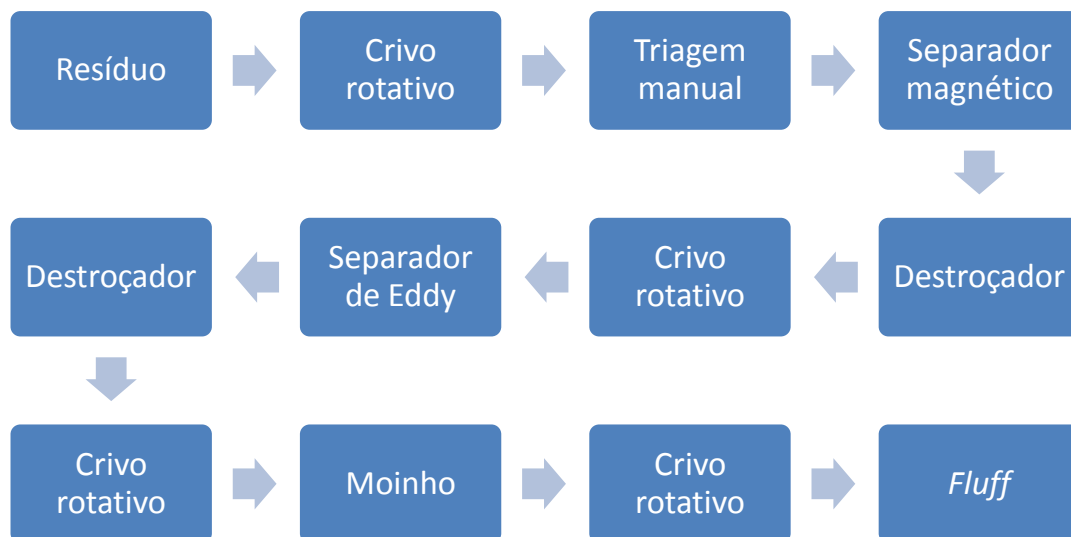 Resíduo
Crivo
rotativo
Triagem
manual
Separador
magnético
Destroçador
Crivo
rotativo
Separador
de Eddy
Destroçador
Crivo
rotativo
Moinho
Crivo
rotativo
Fluff